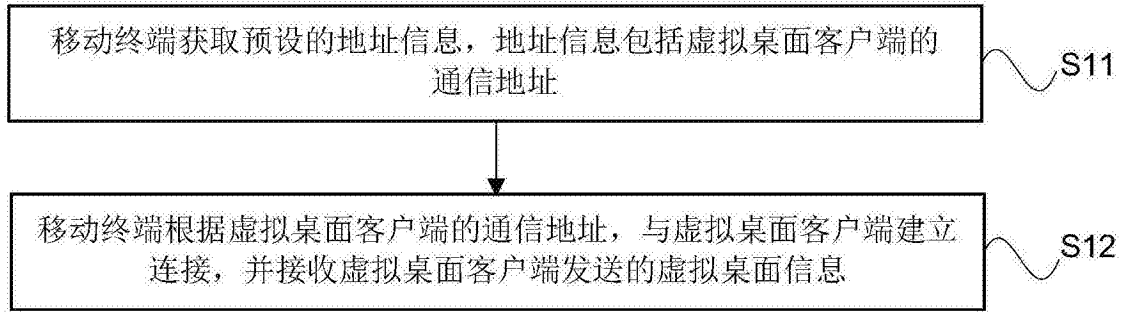 移动终端获取预设的地址信息，地址信息包括虚拟桌面客户端的
通信地址
S11
移动终端根据虚拟桌面客户端的通信地址，与虚拟桌面客户端建立
连接，并接收虚拟桌面客户端发送的虚拟桌面信息
S12